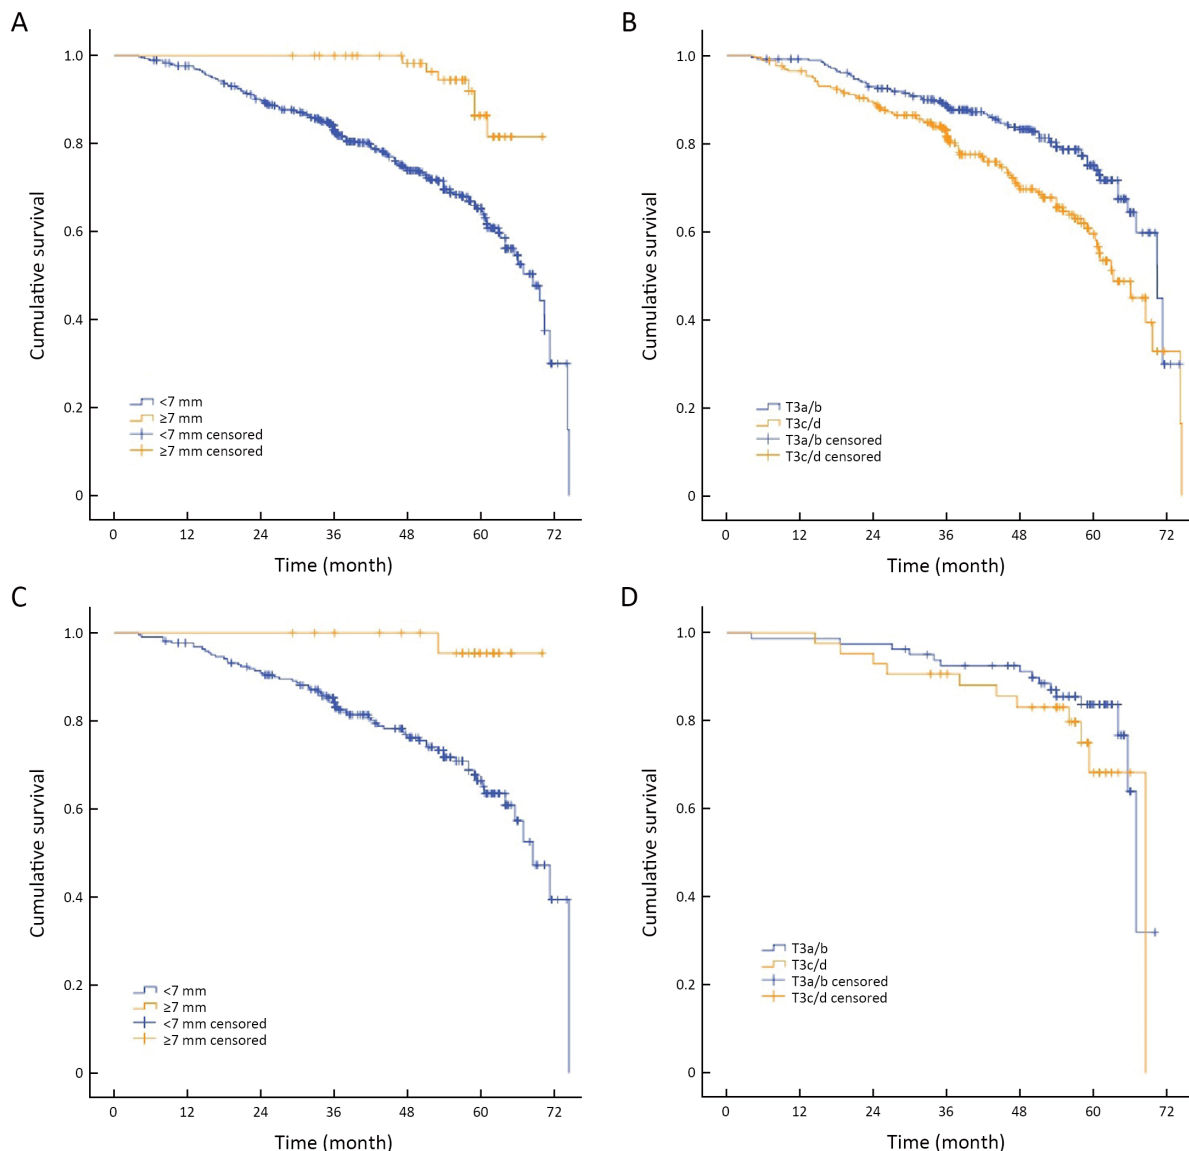 A
Cumulative survival
1.0
0.8
0.6
0.4
0.2
0
<7 mm
≥7 mm
<7 mm censored
≥7 mm censored
0 12 24 36 48 60 72
Time (month)
B
Cumulative survival
1.0
0.8
0.6
0.4
0.2
0
T3a/b
T3c/d
T3a/b censored
T3c/d censored
0 12 24 36 48 60 72
Time (month)
C
Cumulative survival
1.0
0.8
0.6
0.4
0.2
0
<7 mm
≥7 mm
<7 mm censored
≥7 mm censored
0 12 24 36 48 60 72
Time (month)
D
Cumulative survival
1.0
0.8
0.6
0.4
0.2
0
T3a/b
T3c/d
T3a/b censored
T3c/d censored
0 12 24 36 48 60 72
Time (month)